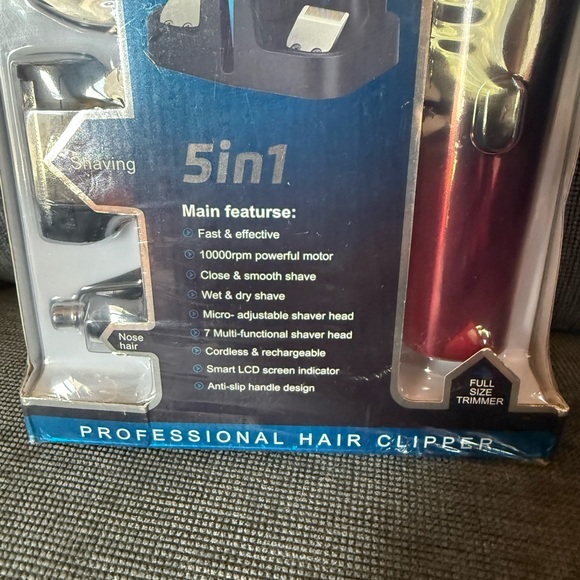 Shaving
5in1
Main featurse:
Fast & effective
10000rpm powerful motor
Close & smooth shave
Wet & dry shave
Micro- adjustable shaver head
7 Multi-functional shaver head
Cordless & rechargeable
Smart LCD screen indicator
Anti-slip handle design
Nose
hair
FULL
SIZE
TRIMMER
PROFESSIONAL HAIR CLIPPER